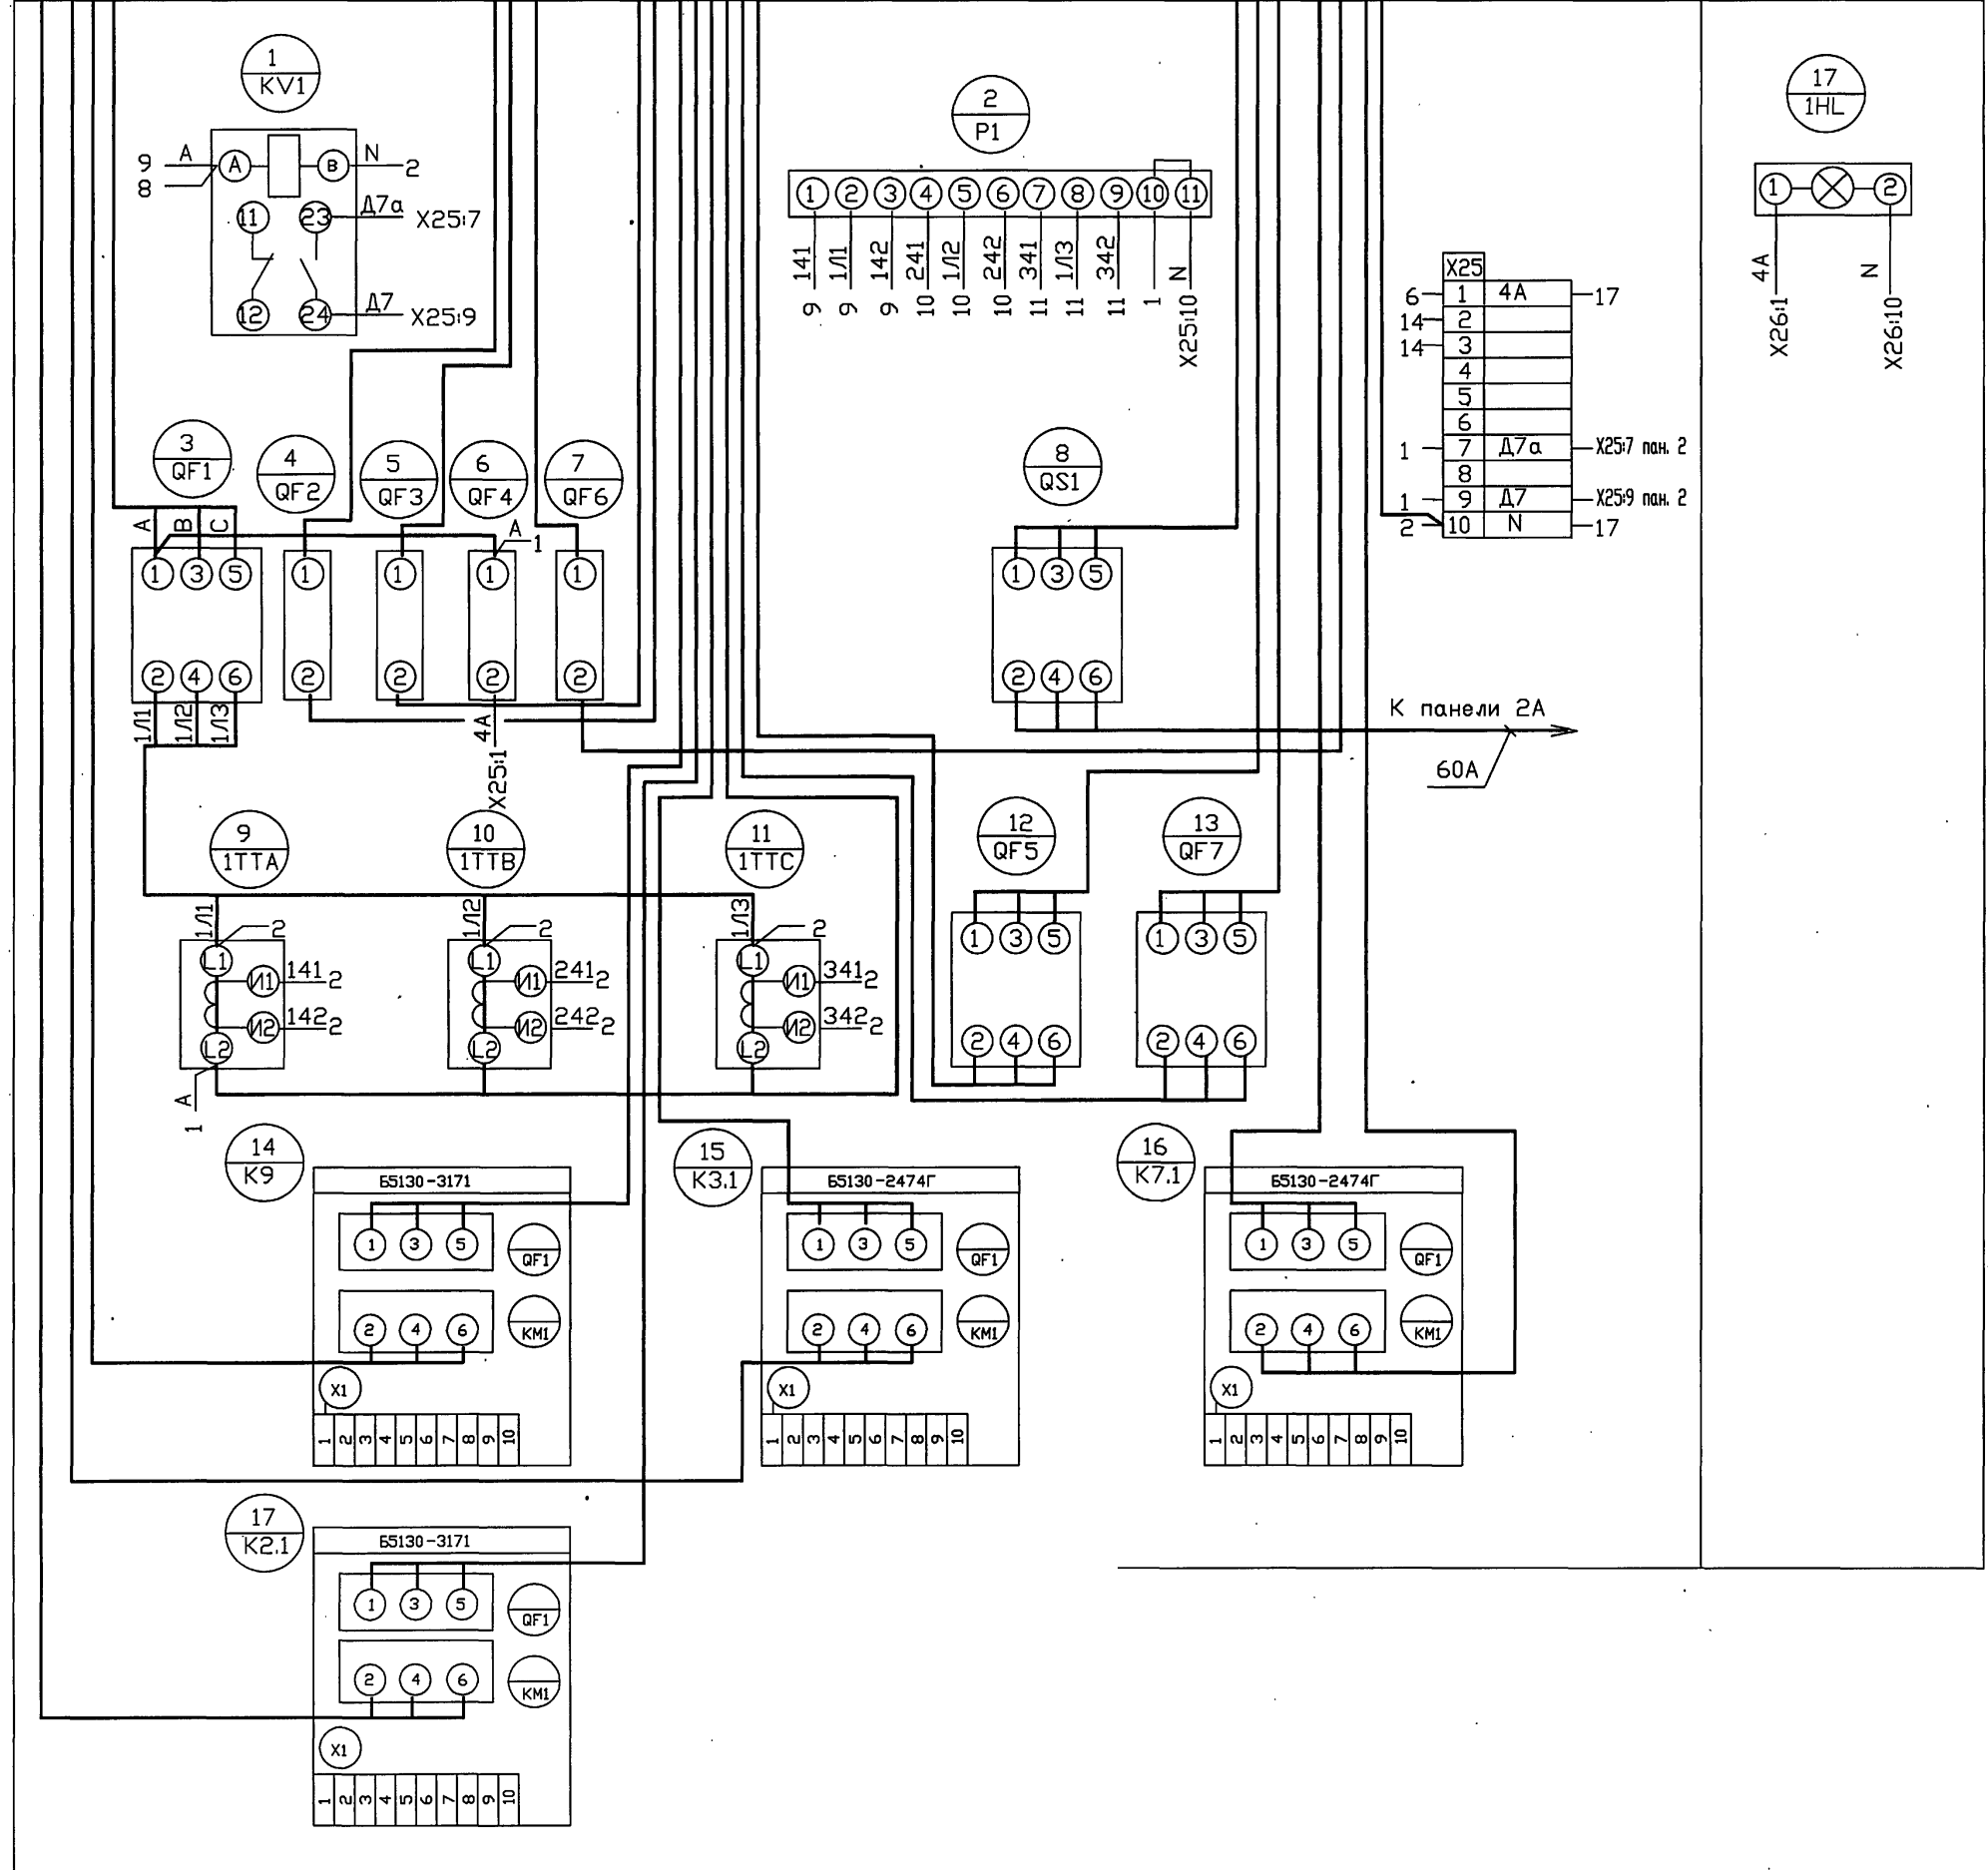 1
KV1
9 A A B N 2
8
11 23 Д7а X25:7
12 24 Д7 X25:9
2
P1
1 2 3 4 5 6 7 8 9 10 11
141 1Л1 142 241 1Л2 242 341 1Л3 342 N
9 9 9 10 10 10 11 11 11 1 X25:10
17
1HL
1 2
4A N
X26:1 X26:10
X25
6 1 4A 17
14 2
14 3
4
5
6
1 7 Д7а X25:7 пан. 2
8
1 9 Д7 X25:9 пан. 2
2 10 N 17
3
QF1
4
QF2
5
QF3
6
QF4
7
QF6
8
QS1
A B C
A 1
1 3 5
1
1
1
1
1 3 5
2 4 6
2
2
2
2
2 4 6
1Л1 1Л2 1Л3
4A
X25:1
К панели 2А
60А
9
1TTA
10
1TTB
11
1TTC
12
QF5
13
QF7
1Л1 2
L1 И1 141 2
И2 142 2
L2
A
1
1Л2 2
L1 И1 241 2
И2 242 2
L2
1Л3 2
L1 И1 341 2
И2 342 2
L2
1 3 5
2 4 6
1 3 5
2 4 6
14
K9
Б5130-3171
1 3 5 QF1
2 4 6 KM1
X1
1 2 3 4 5 6 7 8 9 10
15
K3.1
Б5130-2474Г
1 3 5 QF1
2 4 6 KM1
X1
1 2 3 4 5 6 7 8 9 10
16
K7.1
Б5130-2474Г
1 3 5 QF1
2 4 6 KM1
X1
1 2 3 4 5 6 7 8 9 10
17
K2.1
Б5130-3171
1 3 5 QF1
2 4 6 KM1
X1
1 2 3 4 5 6 7 8 9 10